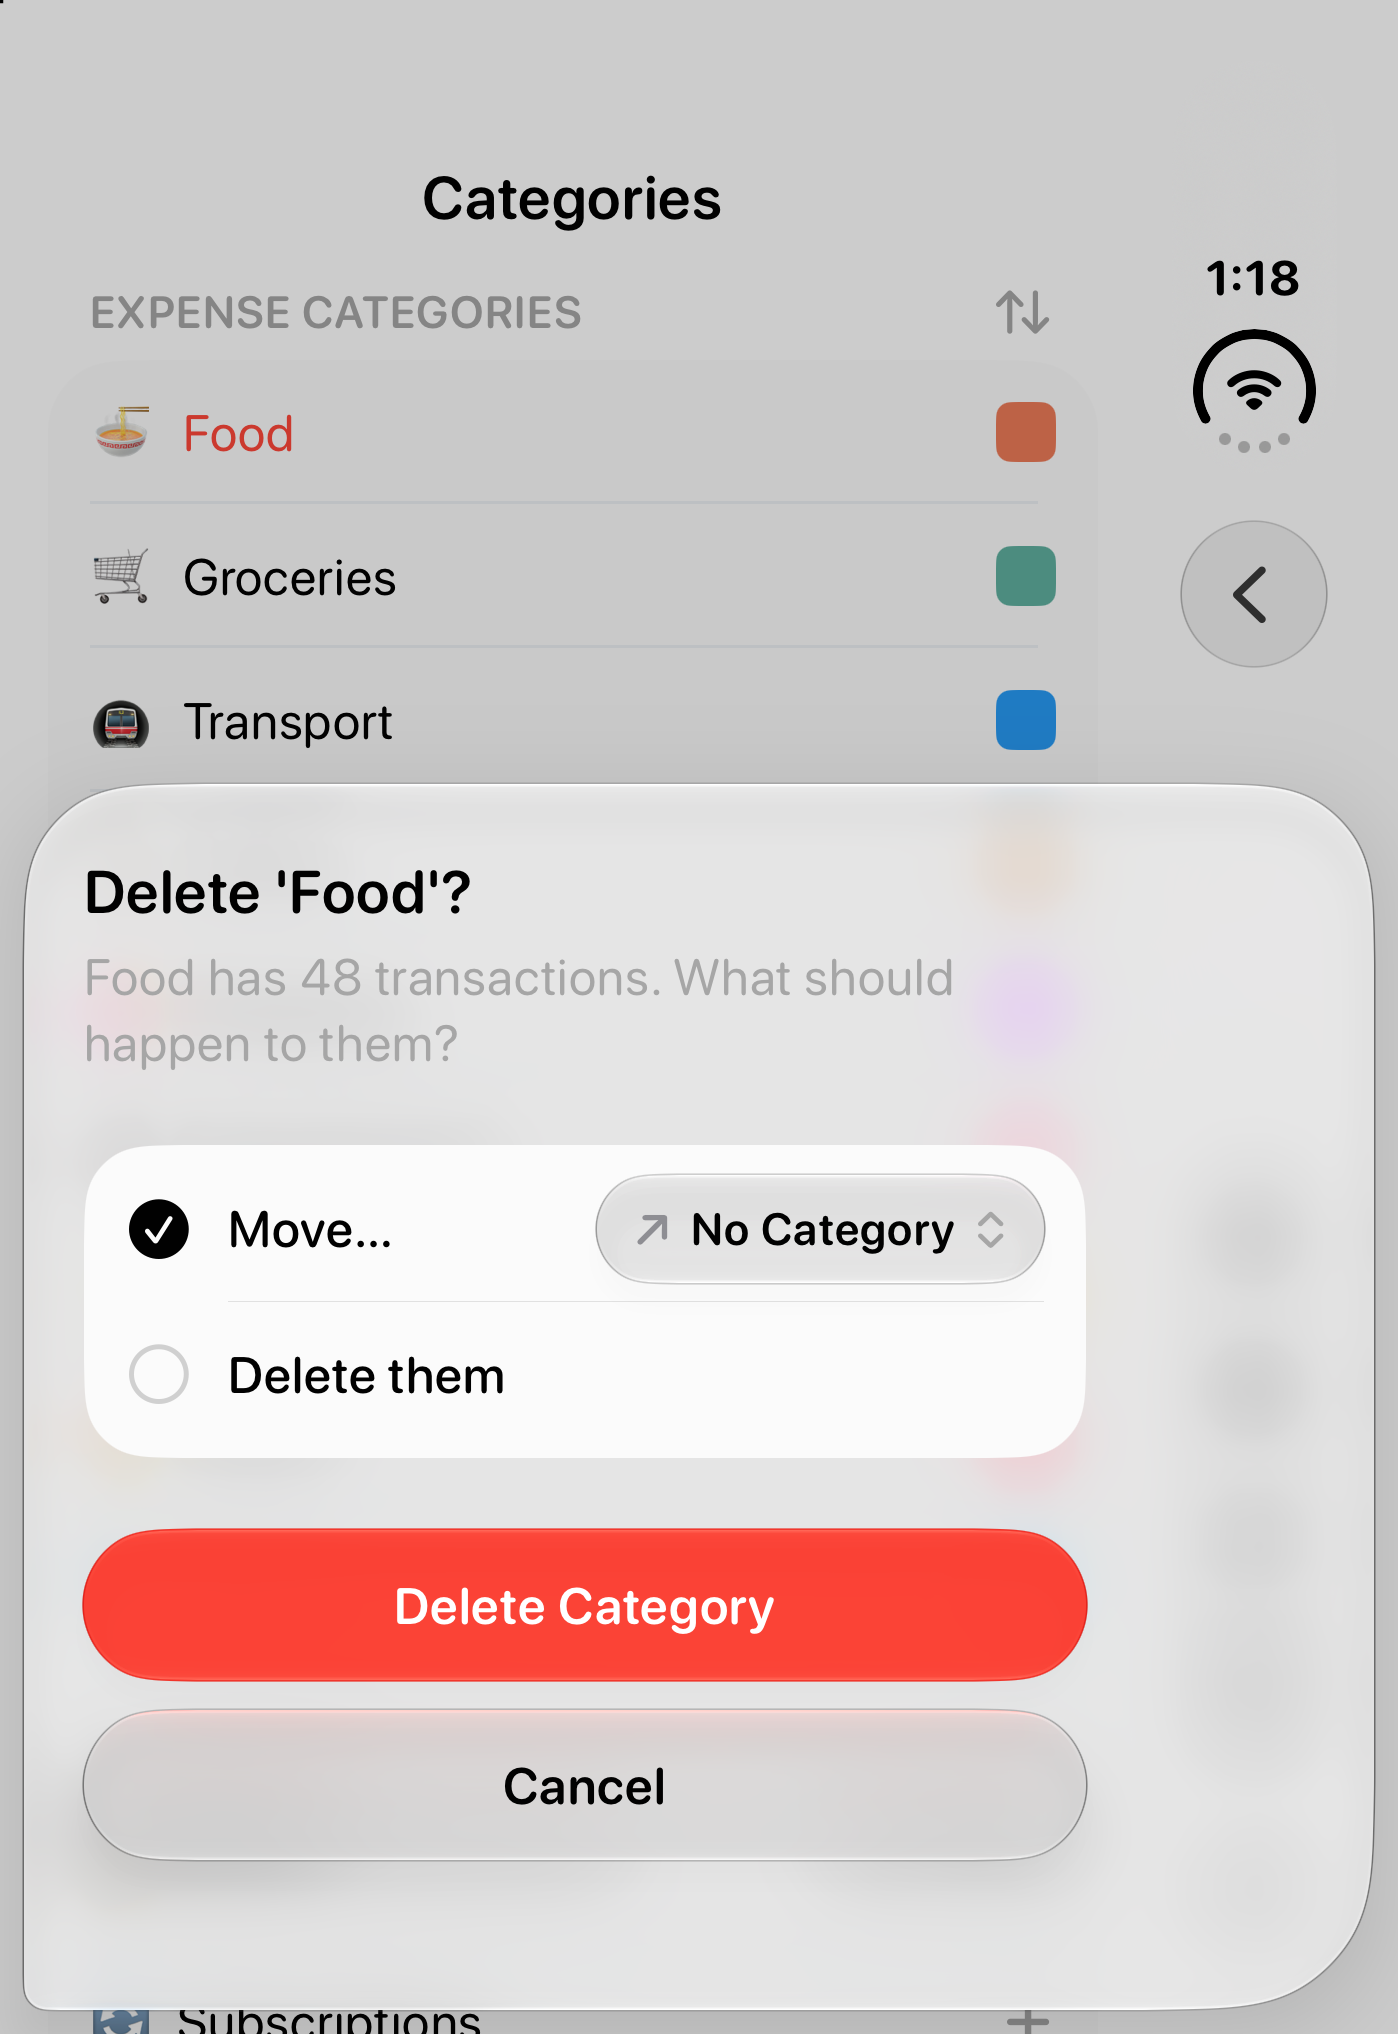 Categories
1:18
EXPENSE CATEGORIES
Food
Groceries
Transport
Delete 'Food'?
Food has 48 transactions. What should
happen to them?
Move...
No Category
Delete them
Delete Category
Cancel
Subscriptions